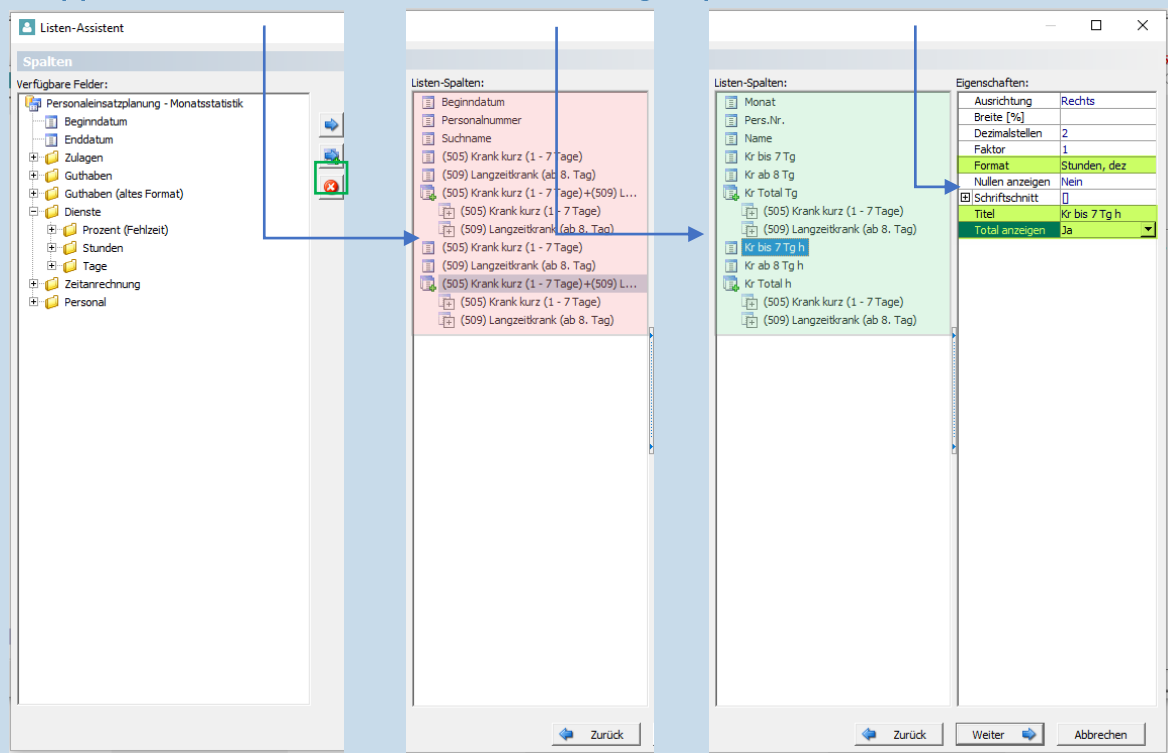 Listen-Assistent
Spalten
Verfügbare Felder:
Personaleinsatzplanung - Monatsstatistik
Beginndatum
Enddatum
Zulagen
Guthaben
Guthaben (altes Format)
Dienste
Prozent (Fehlzeit)
Stunden
Tage
Zeitanrechnung
Personal
Listen-Spalten:
Beginndatum
Personalnummer
Suchname
(505) Krank kurz (1 - 7 Tage)
(509) Langzeitkrank (ab 8. Tag)
(505) Krank kurz (1 - 7 Tage)+(509) L...
(505) Krank kurz (1 - 7 Tage)
(509) Langzeitkrank (ab 8. Tag)
(505) Krank kurz (1 - 7 Tage)
(509) Langzeitkrank (ab 8. Tag)
(505) Krank kurz (1 - 7 Tage)+(509) L...
(505) Krank kurz (1 - 7 Tage)
(509) Langzeitkrank (ab 8. Tag)
Zurück
Listen-Spalten:
Monat
Pers.Nr.
Name
Kr bis 7 Tg
Kr ab 8 Tg
Kr Total Tg
(505) Krank kurz (1 - 7 Tage)
(509) Langzeitkrank (ab 8. Tag)
Kr bis 7 Tg h
Kr ab 8 Tg h
Kr Total h
(505) Krank kurz (1 - 7 Tage)
(509) Langzeitkrank (ab 8. Tag)
Eigenschaften:
Ausrichtung Rechts
Breite [%]
Dezimalstellen 2
Faktor 1
Format Stunden, dez
Nullen anzeigen Nein
Schriftschnitt []
Titel Kr bis 7 Tg h
Total anzeigen Ja
Zurück Weiter Abbrechen